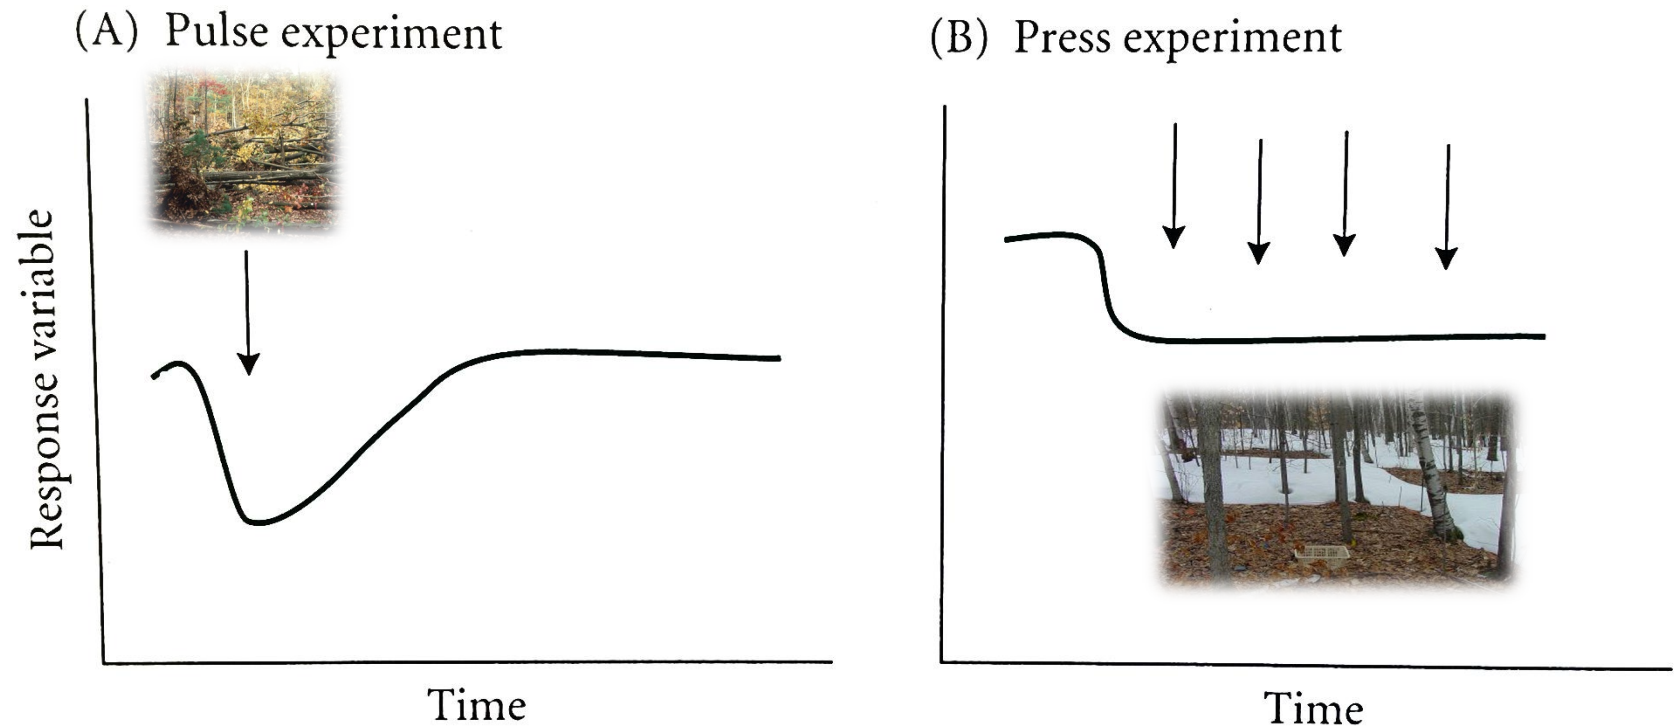 (A) Pulse experiment
(B) Press experiment
Response variable
Time
Time